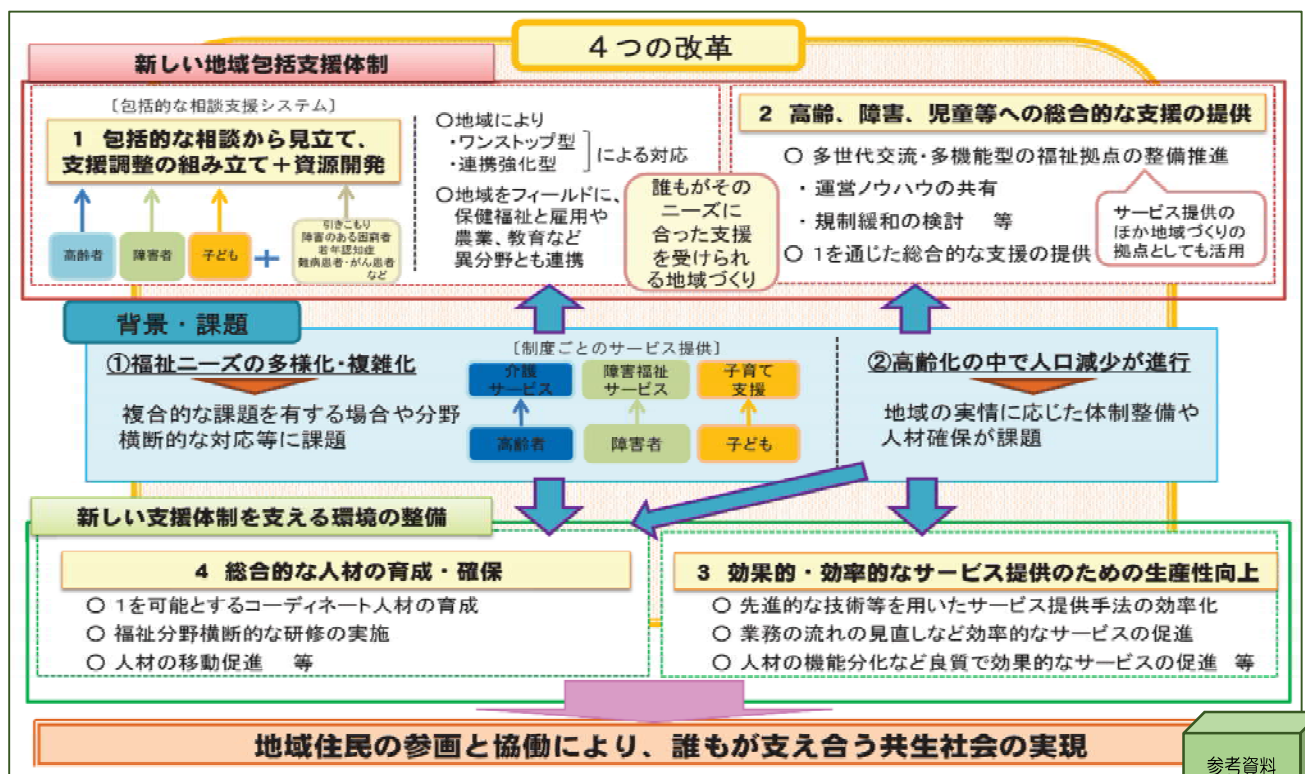 4つの改革
新しい地域包括支援体制
〔包括的な相談支援システム〕
1 包括的な相談から見立て、
支援調整の組み立て+資源開発
高齢者
障害者
子ども
+
引きこもり
障害のある困窮者
若年認知症
難病患者・がん患者
など
○地域により
・ワンストップ型
・連携強化型
による対応
○地域をフィールドに、
保健福祉と雇用や
農業、教育など
異分野とも連携
誰もがその
ニーズに
合った支援
を受けられ
る地域づくり
2 高齢、障害、児童等への総合的な支援の提供
○ 多世代交流・多機能型の福祉拠点の整備推進
・運営ノウハウの共有
・規制緩和の検討 等
○ 1を通じた総合的な支援の提供
サービス提供の
ほか地域づくりの
拠点としても活用
背景・課題
①福祉ニーズの多様化・複雑化
複合的な課題を有する場合や分野
横断的な対応等に課題
〔制度ごとのサービス提供〕
介護
サービス
障害福祉
サービス
子育て
支援
高齢者
障害者
子ども
②高齢化の中で人口減少が進行
地域の実情に応じた体制整備や
人材確保が課題
新しい支援体制を支える環境の整備
4 総合的な人材の育成・確保
○ 1を可能とするコーディネート人材の育成
○ 福祉分野横断的な研修の実施
○ 人材の移動促進 等
3 効果的・効率的なサービス提供のための生産性向上
○ 先進的な技術等を用いたサービス提供手法の効率化
○ 業務の流れの見直しなど効率的なサービスの促進
○ 人材の機能分化など良質で効果的なサービスの促進 等
地域住民の参画と協働により、誰もが支え合う共生社会の実現
参考資料